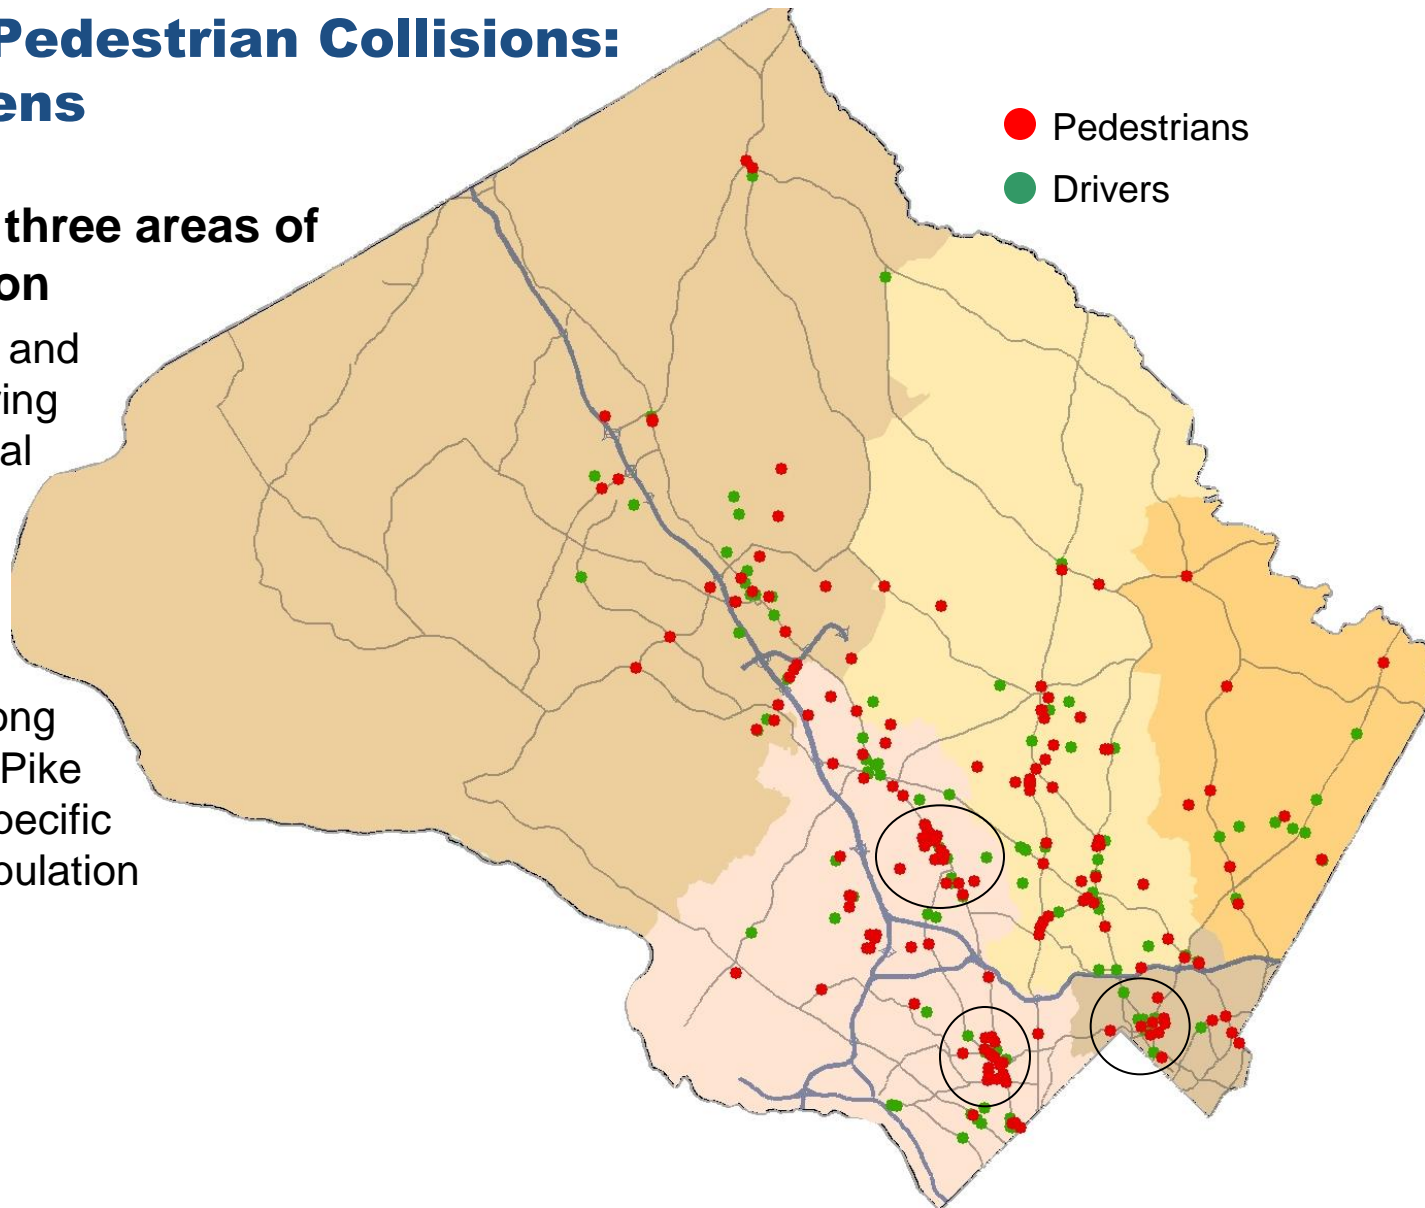 Pedestrian Collisions:
ens
three areas of
on
and
ing
al
ong
Pike
pecific
pulation
Pedestrians
Drivers